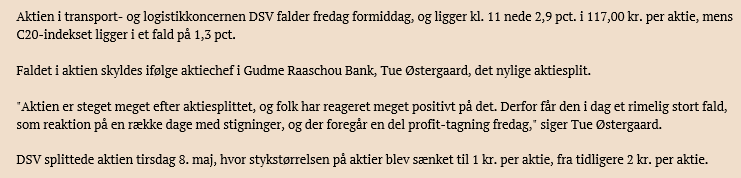 Aktien i transport- og logistikkoncernen DSV falder fredag formiddag, og ligger kl. 11 nede 2,9 pct. i 117,00 kr. per aktie, mens
C20-indekset ligger i et fald på 1,3 pct.
Faldet i aktien skyldes ifølge aktiechef i Gudme Raaschou Bank, Tue Østergaard, det nylige aktiesplit.
"Aktien er steget meget efter aktiesplittet, og folk har reageret meget positivt på det. Derfor får den i dag et rimelig stort fald,
som reaktion på en række dage med stigninger, og der foregår en del profit-tagning fredag," siger Tue Østergaard.
DSV splittede aktien tirsdag 8. maj, hvor stykstørrelsen på aktier blev sænket til 1 kr. per aktie, fra tidligere 2 kr. per aktie.